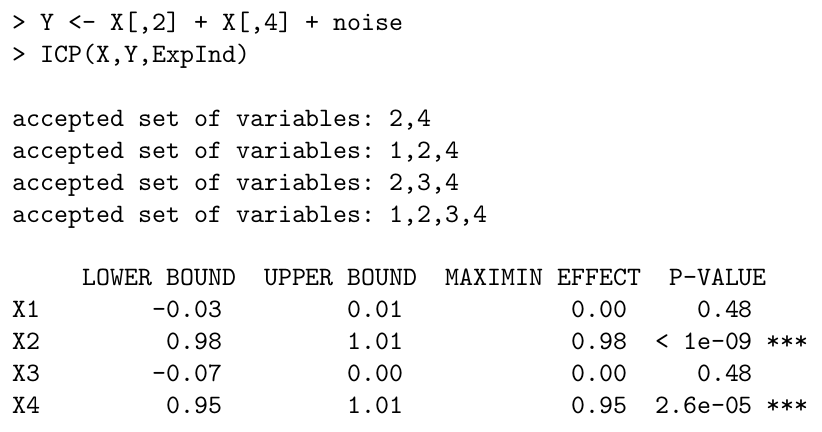 > Y <- X[,2] + X[,4] + noise
> ICP(X,Y,ExpInd)
accepted set of variables: 2,4
accepted set of variables: 1,2,4
accepted set of variables: 2,3,4
accepted set of variables: 1,2,3,4
LOWER BOUND UPPER BOUND MAXIMIN EFFECT P-VALUE
X1 -0.03 0.01 0.00 0.48
X2 0.98 1.01 0.98 < 1e-09 ***
X3 -0.07 0.00 0.00 0.48
X4 0.95 1.01 0.95 2.6e-05 ***